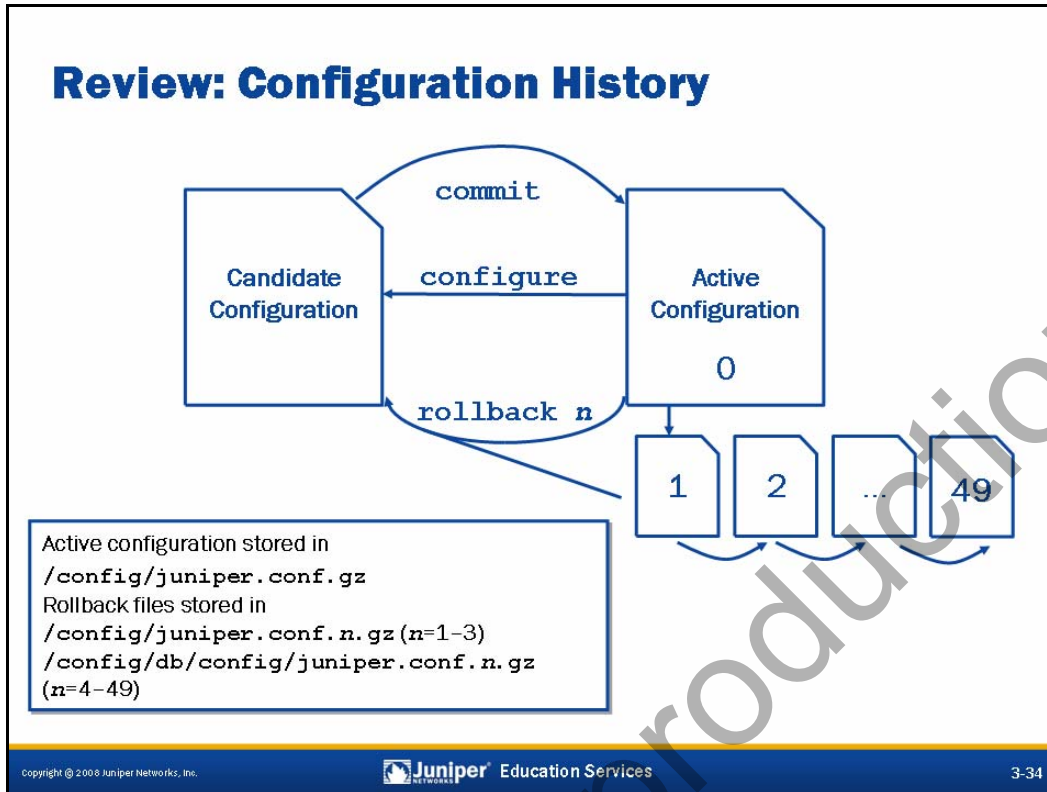 Review: Configuration History
commit
Candidate
Configuration
configure
Active
Configuration
0
rollback n
1
2
...
49
Active configuration stored in
/config/juniper.conf.gz
Rollback files stored in
/config/juniper.conf.n.gz (n=1–3)
/config/db/config/juniper.conf.n.gz
(n=4–49)
Copyright © 2008 Juniper Networks, Inc.
Juniper Education Services
NETWORKS
3-34